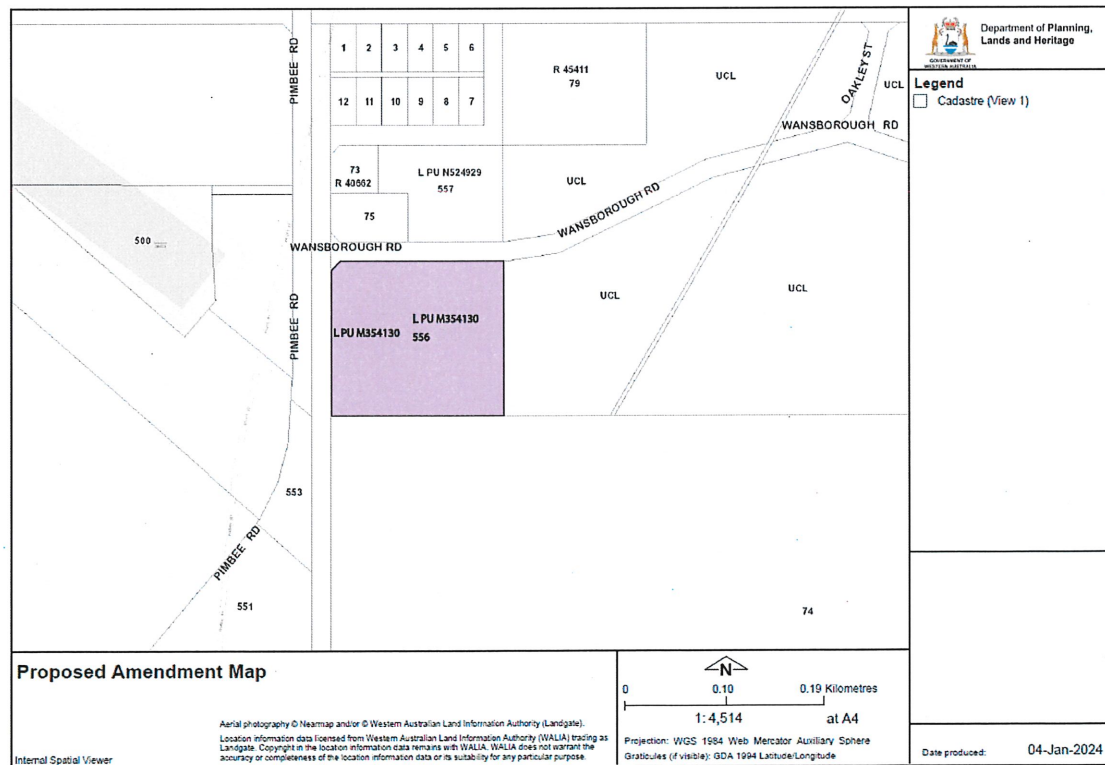 PIMBEE RD
1 2 3 4 5 6
12 11 10 9 8 7
R 45411
79
UCL
OAKLEY ST
UCL
WANSBOROUGH RD
73
R 40662
L PU N524929
557
UCL
75
WANSBOROUGH RD
WANSBOROUGH RD
500
PIMBEE RD
L PU M354130
L PU M354130
556
UCL
UCL
553
PIMBEE RD
551
74
GOVERNMENT OF
WESTERN AUSTRALIA
Department of Planning,
Lands and Heritage
Legend
Cadastre (View 1)
Proposed Amendment Map
Aerial photography © Nearmap and/or © Western Australian Land Information Authority (Landgate).
Location information data licensed from Western Australian Land Information Authority (WALIA) trading as
Landgate. Copyright in the location information data remains with WALIA. WALIA does not warrant the
accuracy or completeness of the location information data or its suitability for any particular purpose.
Internal Spatial Viewer
N
0 0.10 0.19 Kilometres
1: 4,514 at A4
Projection: WGS 1984 Web Mercator Auxiliary Sphere
Graticules (if visible): GDA 1994 Latitude/Longitude
Date produced: 04-Jan-2024